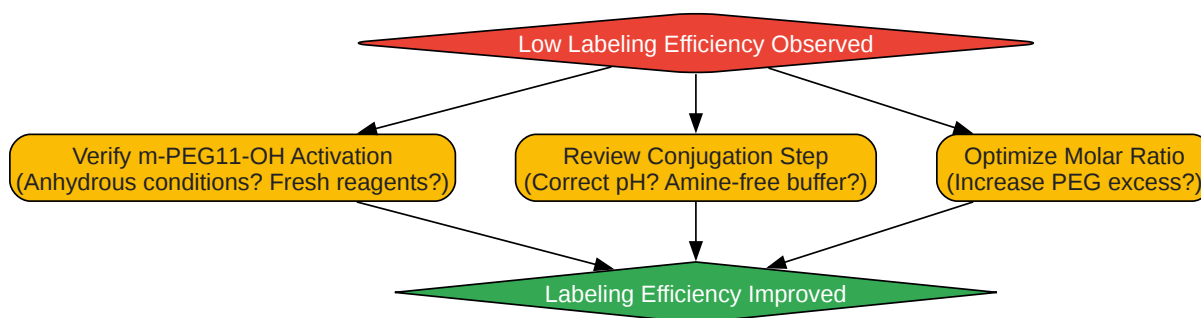 Low Labeling Efficiency Observed
Verify m-PEG11-OH Activation
(Anhydrous conditions? Fresh reagents?)
Review Conjugation Step
(Correct pH? Amine-free buffer?)
Optimize Molar Ratio
(Increase PEG excess?)
Labeling Efficiency Improved